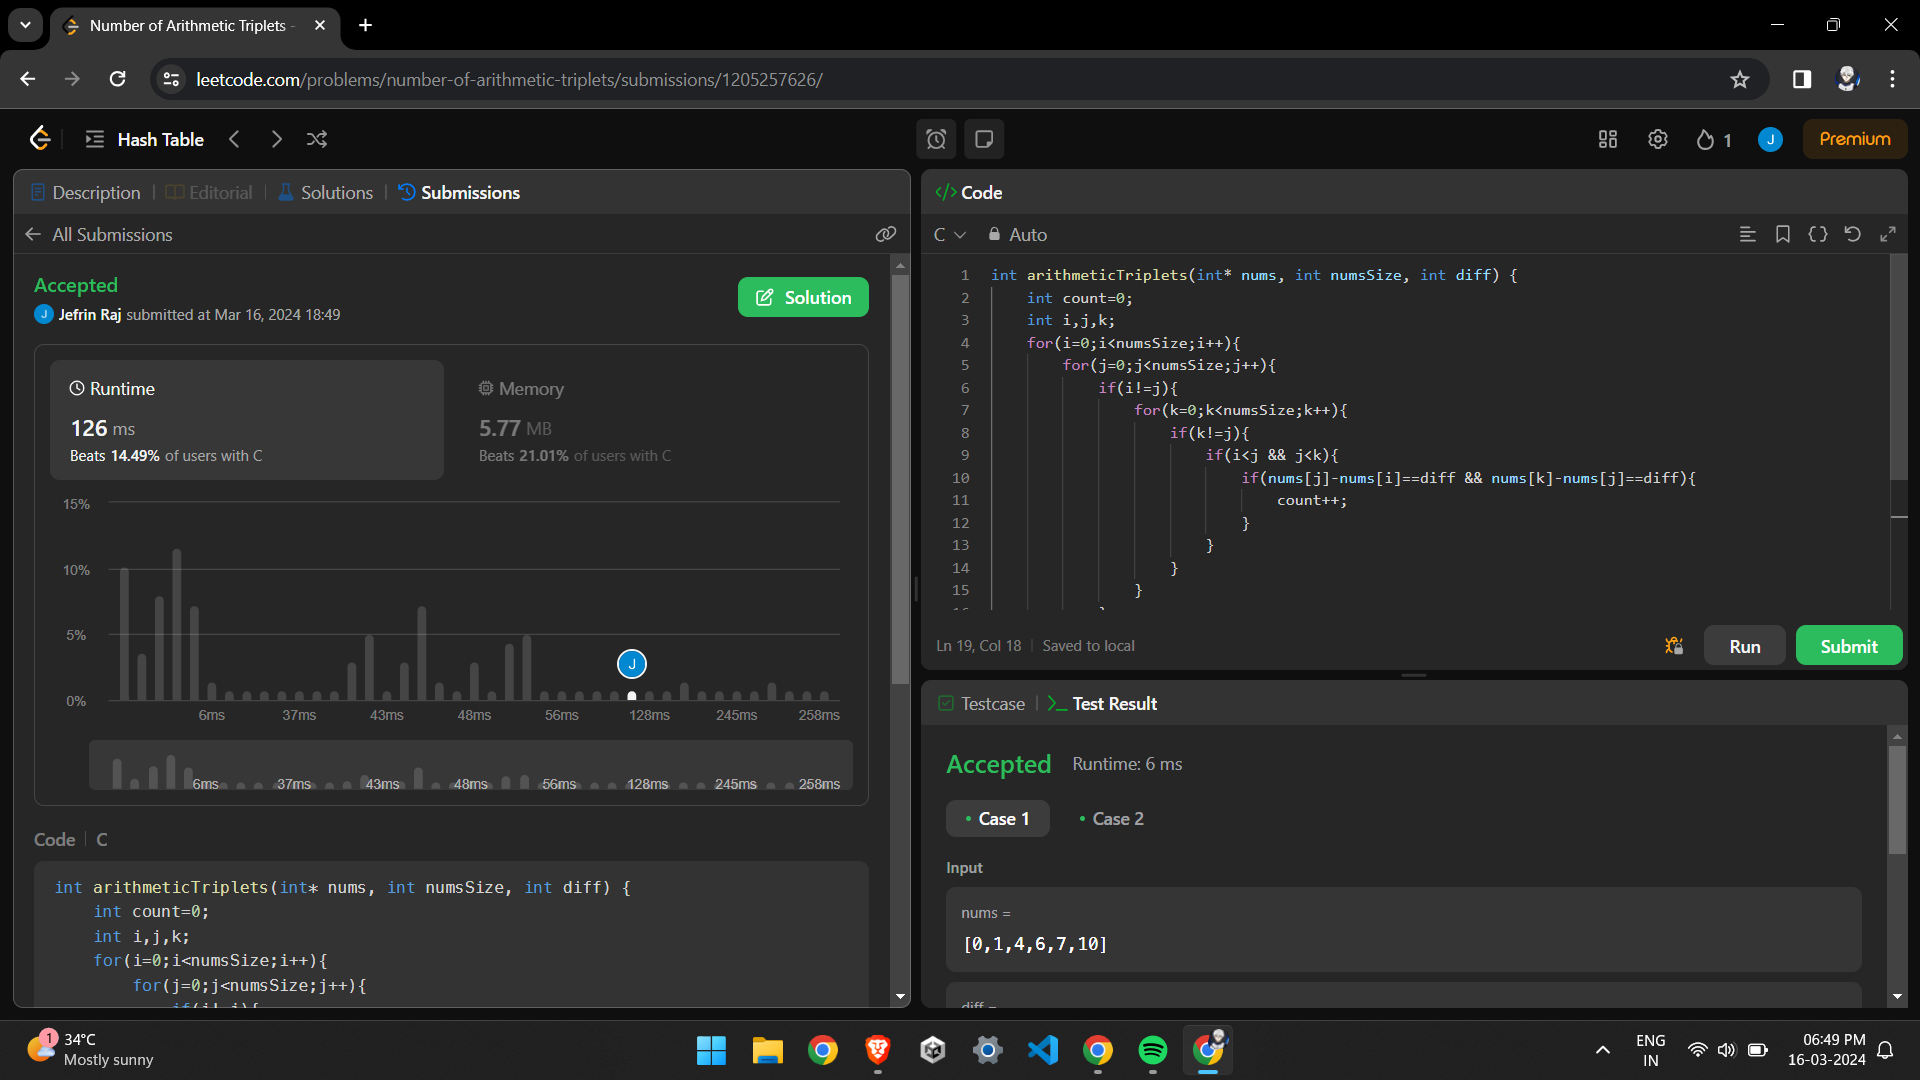 Number of Arithmetic Triplets -
leetcode.com/problems/number-of-arithmetic-triplets/submissions/1205257626/
Hash Table
1
J
Premium
Description
Editorial
Solutions
Submissions
All Submissions
Accepted
J Jefrin Raj submitted at Mar 16, 2024 18:49
Solution
Runtime
126 ms
Beats 14.49% of users with C
Memory
5.77 MB
Beats 21.01% of users with C
15%
10%
5%
0%
J
6ms 37ms 43ms 48ms 56ms 128ms 245ms 258ms
6ms 37ms 43ms 48ms 56ms 128ms 245ms 258ms
Code C
int arithmeticTriplets(int* nums, int numsSize, int diff) {
int count=0;
int i,j,k;
for(i=0;i<numsSize;i++){
for(j=0;j<numsSize;j++){
if(i!=j){
</> Code
C Auto
1 int arithmeticTriplets(int* nums, int numsSize, int diff) {
2 int count=0;
3 int i,j,k;
4 for(i=0;i<numsSize;i++){
5 for(j=0;j<numsSize;j++){
6 if(i!=j){
7 for(k=0;k<numsSize;k++){
8 if(k!=j){
9 if(i<j && j<k){
10 if(nums[j]-nums[i]==diff && nums[k]-nums[j]==diff){
11 count++;
12 }
13 }
14 }
15 }
16 }
Ln 19, Col 18 Saved to local
Run
Submit
Testcase
Test Result
Accepted Runtime: 6 ms
Case 1
Case 2
Input
nums =
[0,1,4,6,7,10]
diff =
1
34°C
Mostly sunny
ENG
IN
06:49 PM
16-03-2024